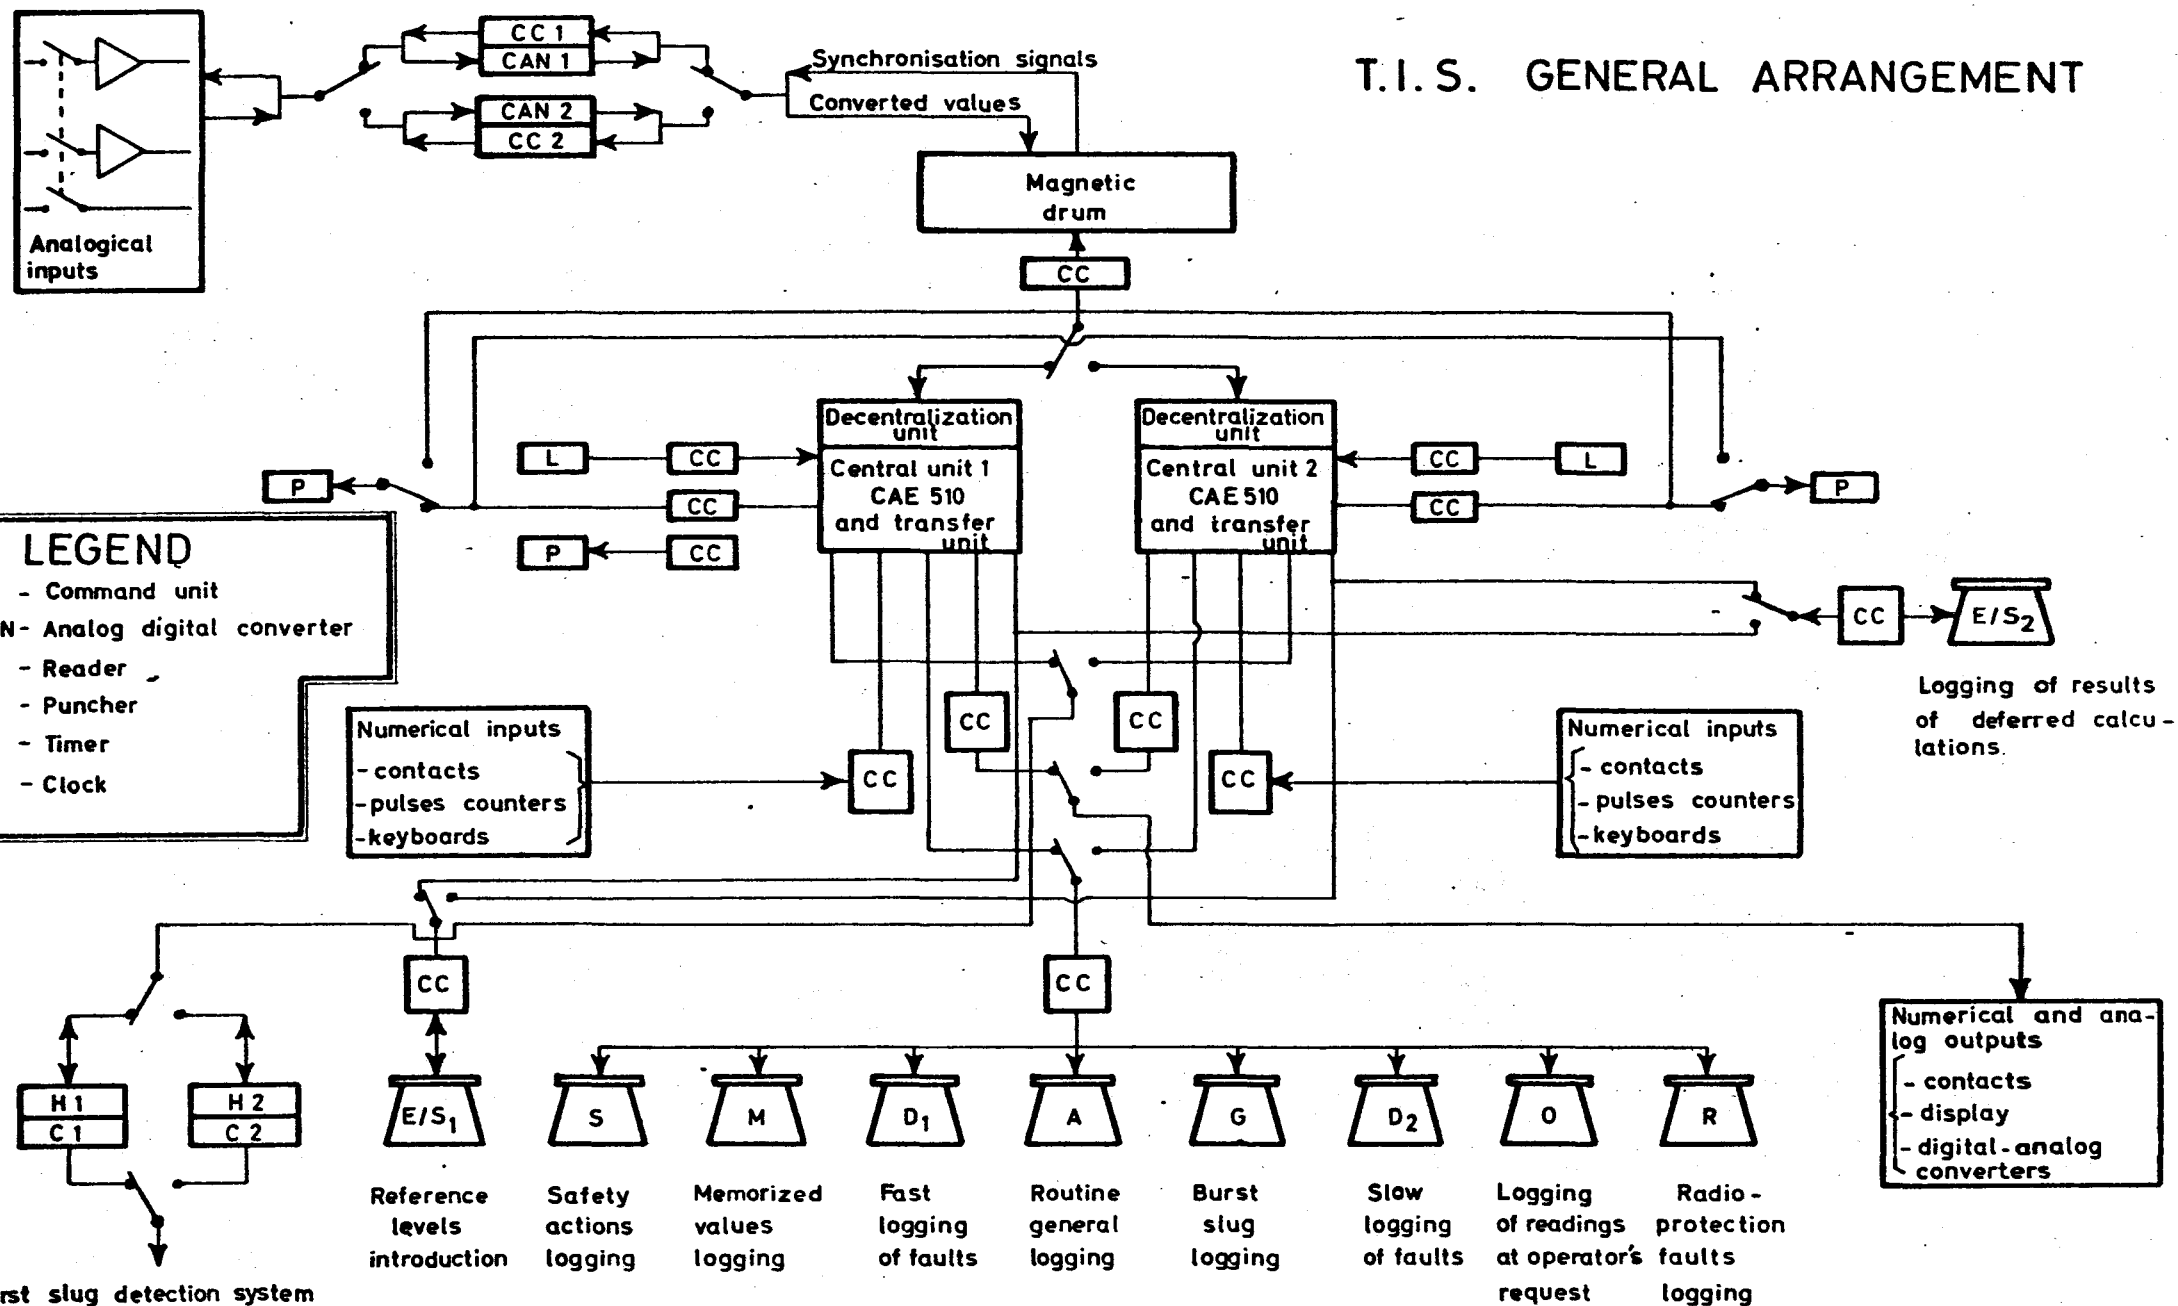 T.I.S. GENERAL ARRANGEMENT
CC 1
CAN 1
CAN 2
CC 2
Synchronisation signals
Converted values
Analogical
inputs
Magnetic
drum
CC
Decentralization
unit
Central unit 1
CAE 510
and transfer
unit
Decentralization
unit
Central unit 2
CAE 510
and transfer
unit
L
CC
P
CC
P
CC
CC
L
CC
P
LEGEND
- Command unit
N- Analog digital converter
- Reader
- Puncher
- Timer
- Clock
CC
E/S2
Logging of results
of deferred calcu-
lations.
Numerical inputs
- contacts
- pulses counters
- keyboards
CC
CC
CC
CC
Numerical inputs
- contacts
- pulses counters
- keyboards
CC
CC
H1
C1
H2
C2
rst slug detection system
E/S1
S
M
D1
A
G
D2
O
R
Reference
levels
introduction
Safety
actions
logging
Memorized
values
logging
Fast
logging
of faults
Routine
general
logging
Burst
slug
logging
Slow
logging
of faults
Logging
of readings
at operator's
request
Radio-
protection
faults
logging
Numerical and ana-
log outputs
- contacts
- display
- digital-analog
converters